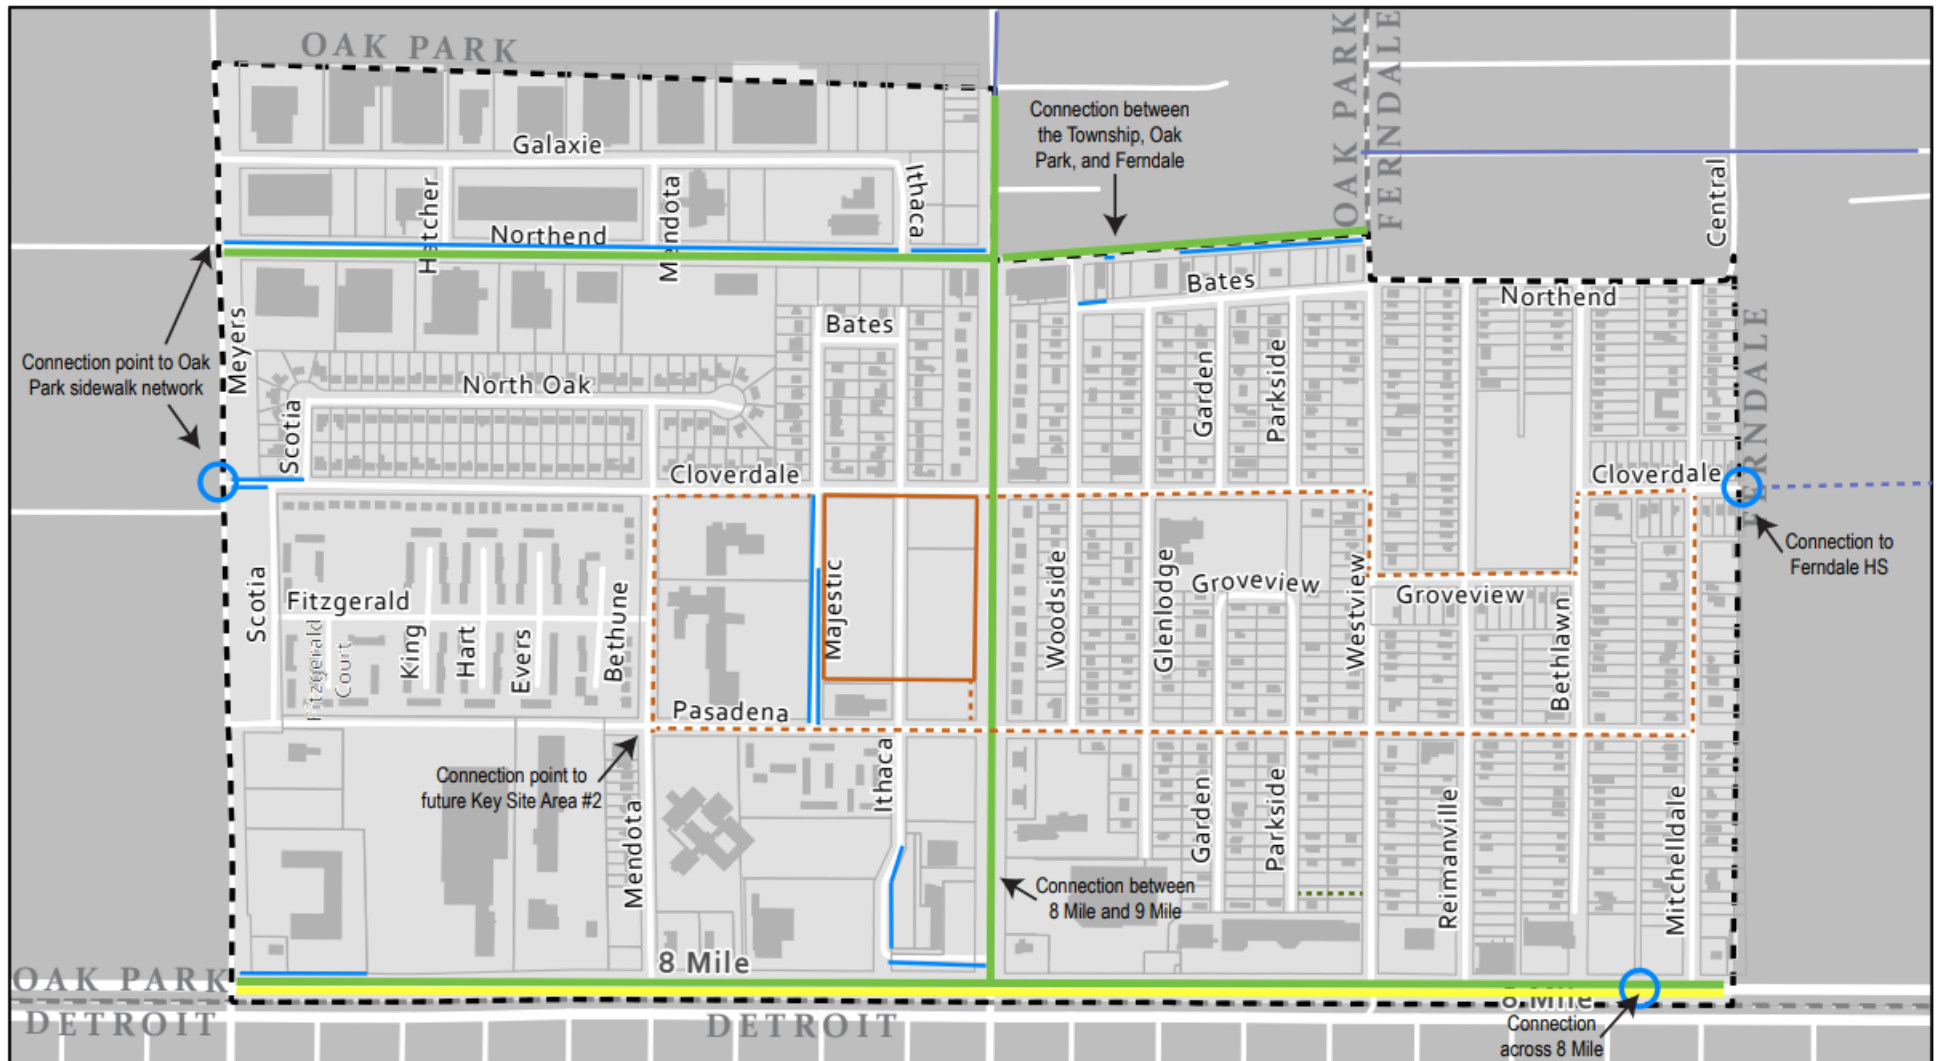 OAK PARK
OAK PARK
FERNDALE
Connection between
the Township, Oak
Park, and Ferndale
Galaxie
Hatcher
Mendota
Ithaca
Central
Northend
Bates
Northend
Meyers
Bates
FERNDALE
Connection point to Oak
Park sidewalk network
North Oak
Scotia
Garden
Parkside
Cloverdale
Cloverdale
Connection to
Ferndale HS
Scotia
Fitzgerald
Fitzgerald
Court
King
Hart
Evers
Bethune
Majestic
Woodside
Glenlodge
Groveview
Westview
Groveview
Bethlawn
Pasadena
Connection point to
future Key Site Area #2
Mendota
Ithaca
Garden
Parkside
Reimanville
Mitchelldale
Connection between
8 Mile and 9 Mile
8 Mile
OAK PARK
8 Mile
DETROIT
DETROIT
Connection
across 8 Mile